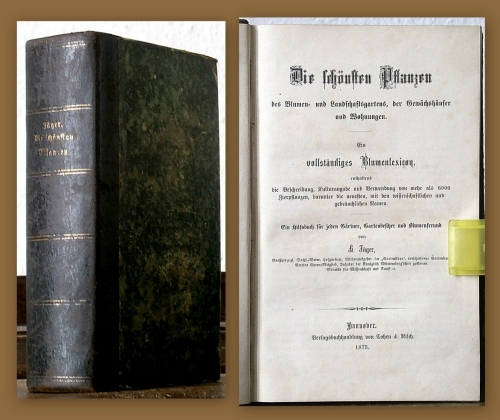 Jäger,
Die schönsten
Pflanzen
Die schönsten Pflanzen
des Blumen- und Landschaftsgartens, der Gewächshäuser
und Wohnungen.
Ein
vollständiges Blumenlexicon,
enthaltend
die Beschreibung, Culturangabe und Verwendung von mehr als 6000
Zierpflanzen, darunter die neuesten, mit den wissenschaftlichen und
gebräuchlichen Namen.
Ein Hülfsbuch für jeden Gärtner, Gartenbesitzer und Blumenfreund
von
H. Jäger,
Hannover.
Verlagsbuchhandlung von Cohen & Risch.
1873.